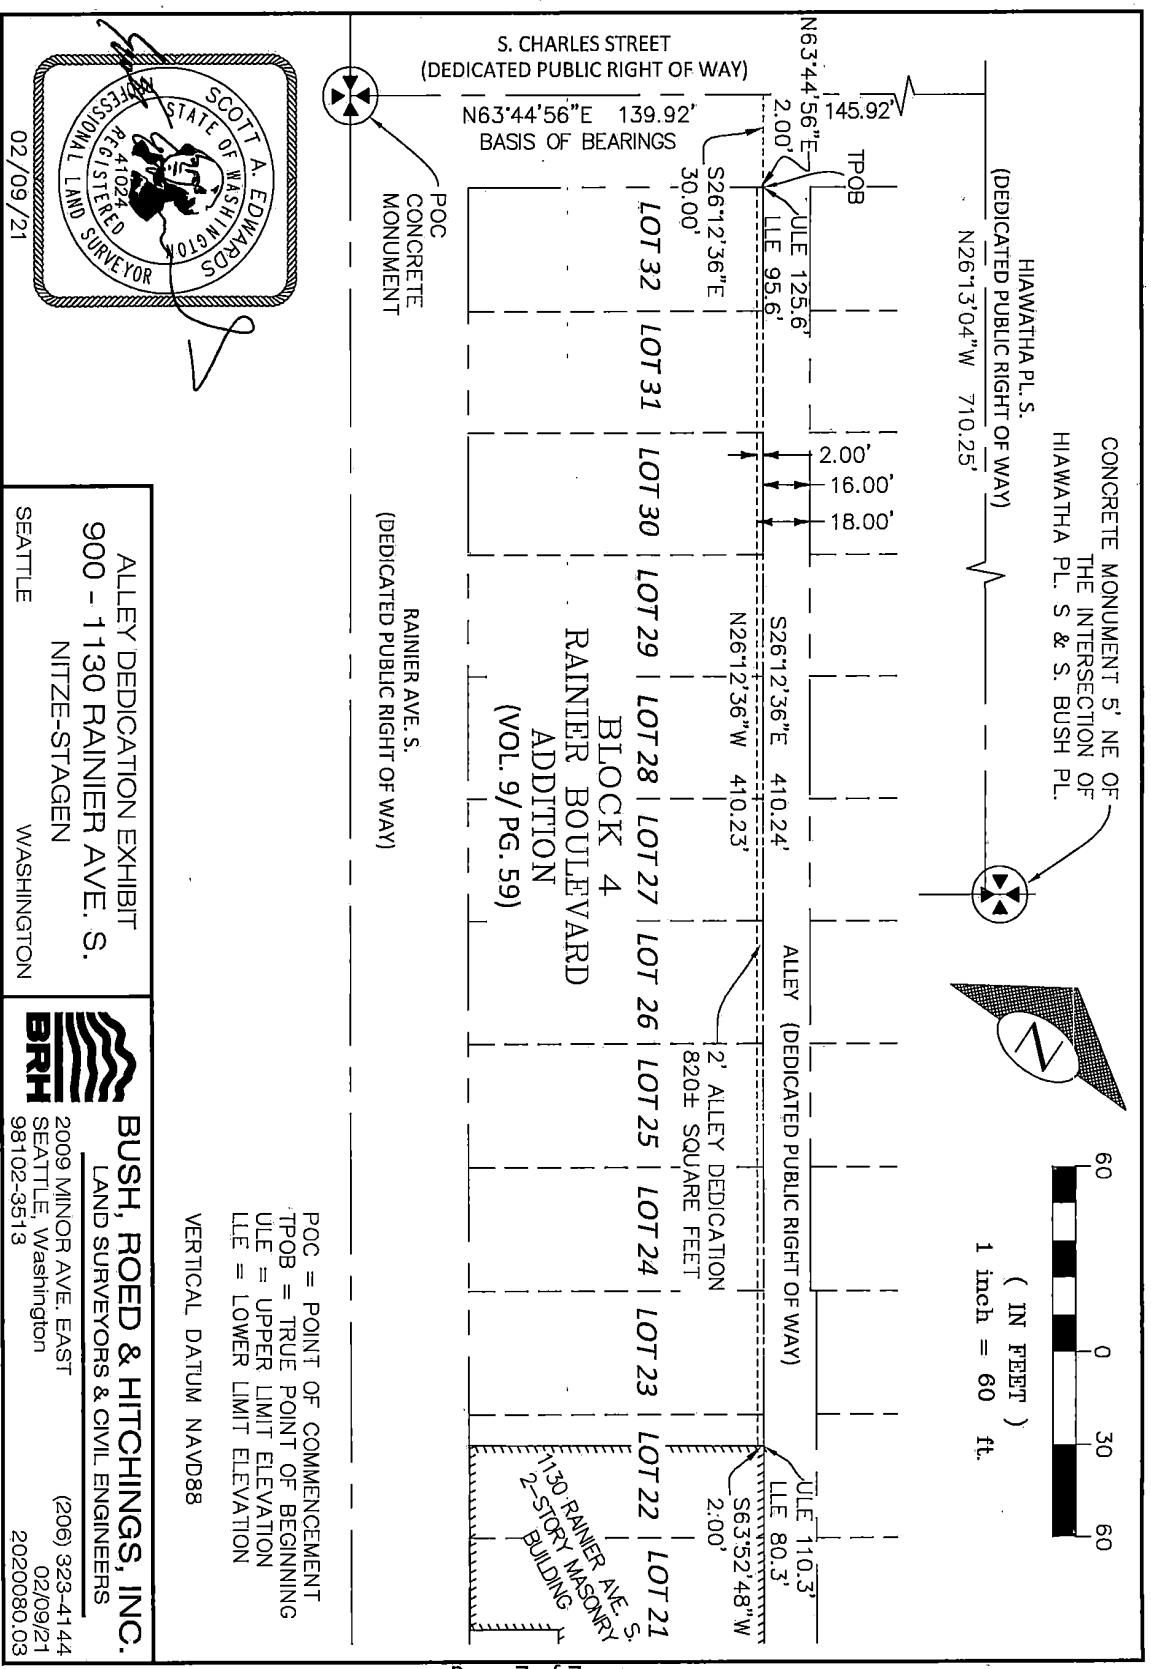 S. CHARLES STREET
(DEDICATED PUBLIC RIGHT OF WAY)
N63°44'56"E 139.92'
BASIS OF BEARINGS
N63°44'56"E
2.00'
145.92'
TPOB
S26°12'36"E
30.00'
ULE 125.6'
LLE 95.6'
HIAWATHA PL. S.
(DEDICATED PUBLIC RIGHT OF WAY)
N26°13'04"W 710.25'
CONCRETE MONUMENT 5' NE OF
THE INTERSECTION OF
HIAWATHA PL. S & S. BUSH PL.
N
60 0 30 60
( IN FEET )
1 inch = 60 ft.
2.00'
16.00'
18.00'
S26°12'36"E 410.24'
N26°12'36"W 410.23'
ALLEY (DEDICATED PUBLIC RIGHT OF WAY)
2' ALLEY DEDICATION
820± SQUARE FEET
ULE 110.3'
LLE 80.3'
S63°52'48"W
2.00'
LOT 32
LOT 31
LOT 30
LOT 29
LOT 28
LOT 27
LOT 26
LOT 25
LOT 24
LOT 23
LOT 22
LOT 21
BLOCK 4
RAINIER BOULEVARD
ADDITION
(VOL. 9/ PG. 59)
1130 RAINIER AVE. S.
2-STORY MASONRY
BUILDING
POC
CONCRETE
MONUMENT
RAINIER AVE. S.
(DEDICATED PUBLIC RIGHT OF WAY)
POC = POINT OF COMMENCEMENT
TPOB = TRUE POINT OF BEGINNING
ULE = UPPER LIMIT ELEVATION
LLE = LOWER LIMIT ELEVATION
VERTICAL DATUM NAVD88
SCOTT A. EDWARDS
STATE OF WASHINGTON
41024
REGISTERED
PROFESSIONAL LAND SURVEYOR
02/09/21
ALLEY DEDICATION EXHIBIT
900 - 1130 RAINIER AVE. S.
NITZE-STAGEN
SEATTLE WASHINGTON
BRH
BUSH, ROED & HITCHINGS, INC.
LAND SURVEYORS & CIVIL ENGINEERS
2009 MINOR AVE. EAST (206) 323-4144
SEATTLE, Washington 02/09/21
98102-3513 2020080.03